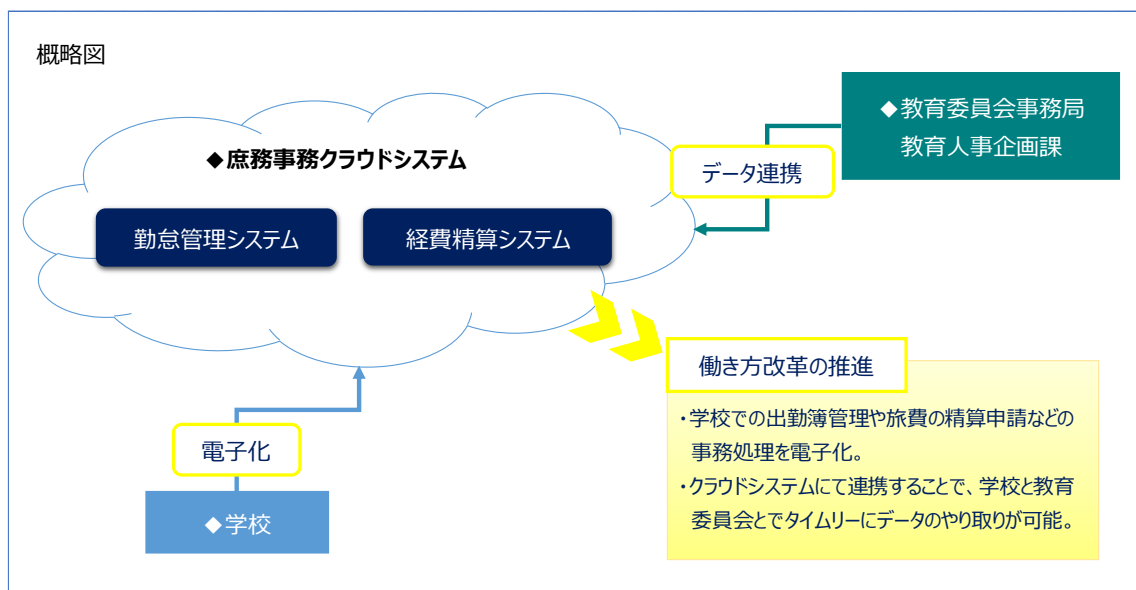 概略図
◆教育委員会事務局
教育人事企画課
◆庶務事務クラウドシステム
データ連携
勤怠管理システム
経費精算システム
働き方改革の推進
・学校での出勤簿管理や旅費の精算申請などの
事務処理を電子化。
・クラウドシステムにて連携することで、学校と教育
委員会とでタイムリーにデータのやり取りが可能。
電子化
◆学校